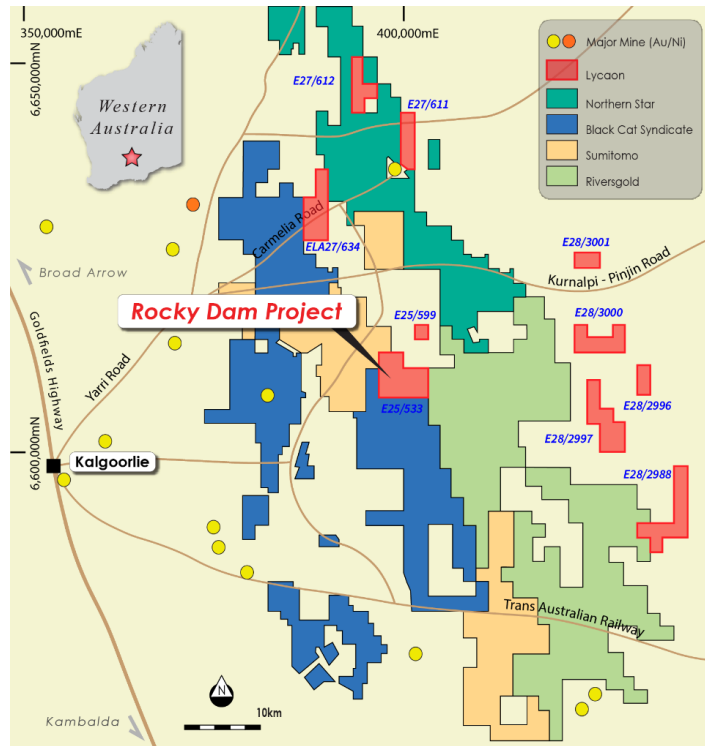 350,000mE
400,000mE
6,650,000mN
6,600,000mN
Western
Australia
Major Mine (Au/Ni)
Lycaon
Northern Star
Black Cat Syndicate
Sumitomo
Riversgold
E27/612
E27/611
Carmelia Road
ELA27/634
E28/3001
Kurnalpi - Pinjin Road
Broad Arrow
Rocky Dam Project
E25/599
E28/3000
Goldfields Highway
Yarri Road
E28/2996
E25/533
E28/2997
Kalgoorlie
E28/2988
Trans Australian Railway
N
10km
Kambalda